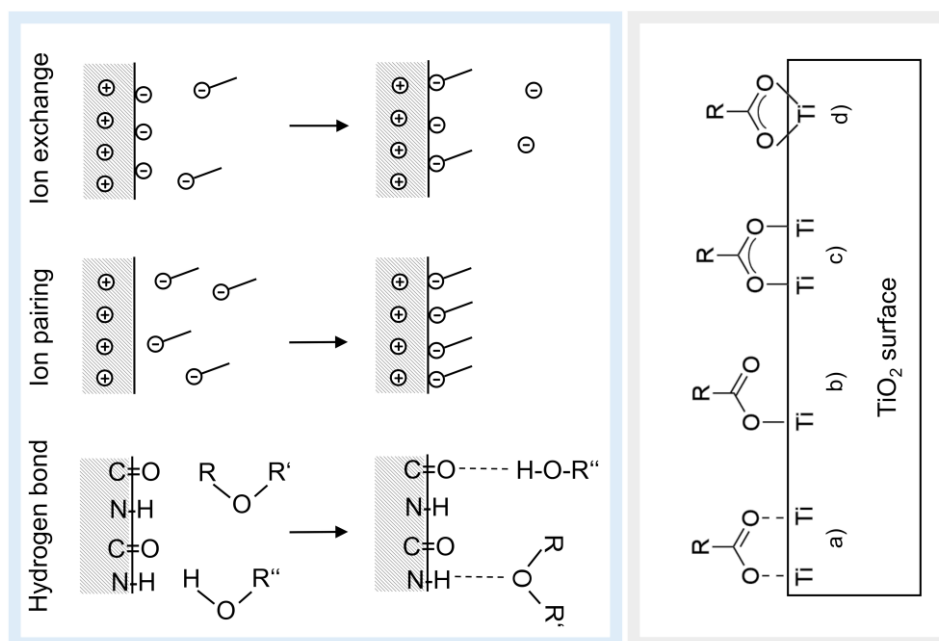 Ion exchange
Ion pairing
Hydrogen bond
C=O
N-H
C=O
N-H
R O R‘
H O R“
C=O H-O-R“
N-H
C=O
N-H O R R‘
R O O Ti Ti
a)
R O O Ti
b)
R O O Ti Ti
c)
R O O Ti
d)
TiO₂ surface